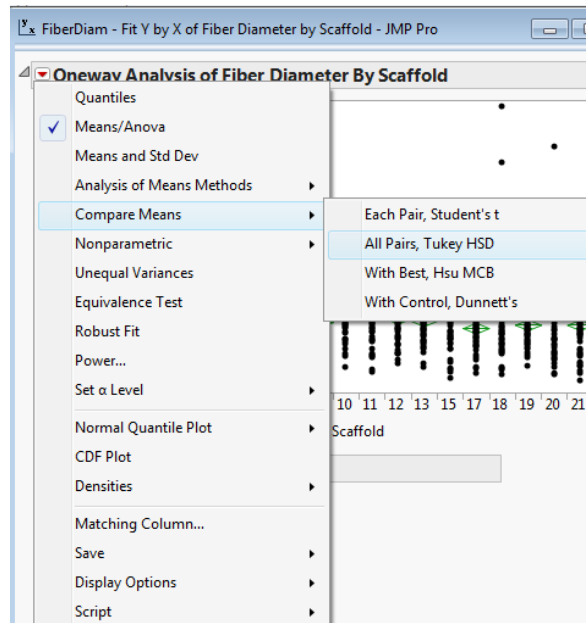 FiberDiam - Fit Y by X of Fiber Diameter by Scaffold - JMP Pro
Oneway Analysis of Fiber Diameter By Scaffold
Quantiles
Means/Anova
Means and Std Dev
Analysis of Means Methods
Compare Means
Nonparametric
Unequal Variances
Equivalence Test
Robust Fit
Power...
Set α Level
Normal Quantile Plot
CDF Plot
Densities
Matching Column...
Save
Display Options
Script
Each Pair, Student's t
All Pairs, Tukey HSD
With Best, Hsu MCB
With Control, Dunnett's
10 11 12 13 15 17 18 19 20 21
Scaffold